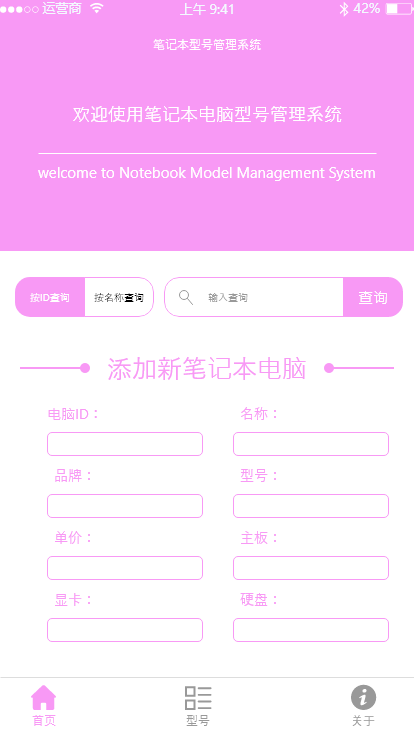 运营商 上午 9:41 42%
笔记本型号管理系统
欢迎使用笔记本电脑型号管理系统
welcome to Notebook Model Management System
按ID查询 按名称查询 输入查询 查询
添加新笔记本电脑
电脑ID： 名称：
品牌： 型号：
单价： 主板：
显卡： 硬盘：
首页 型号 关于